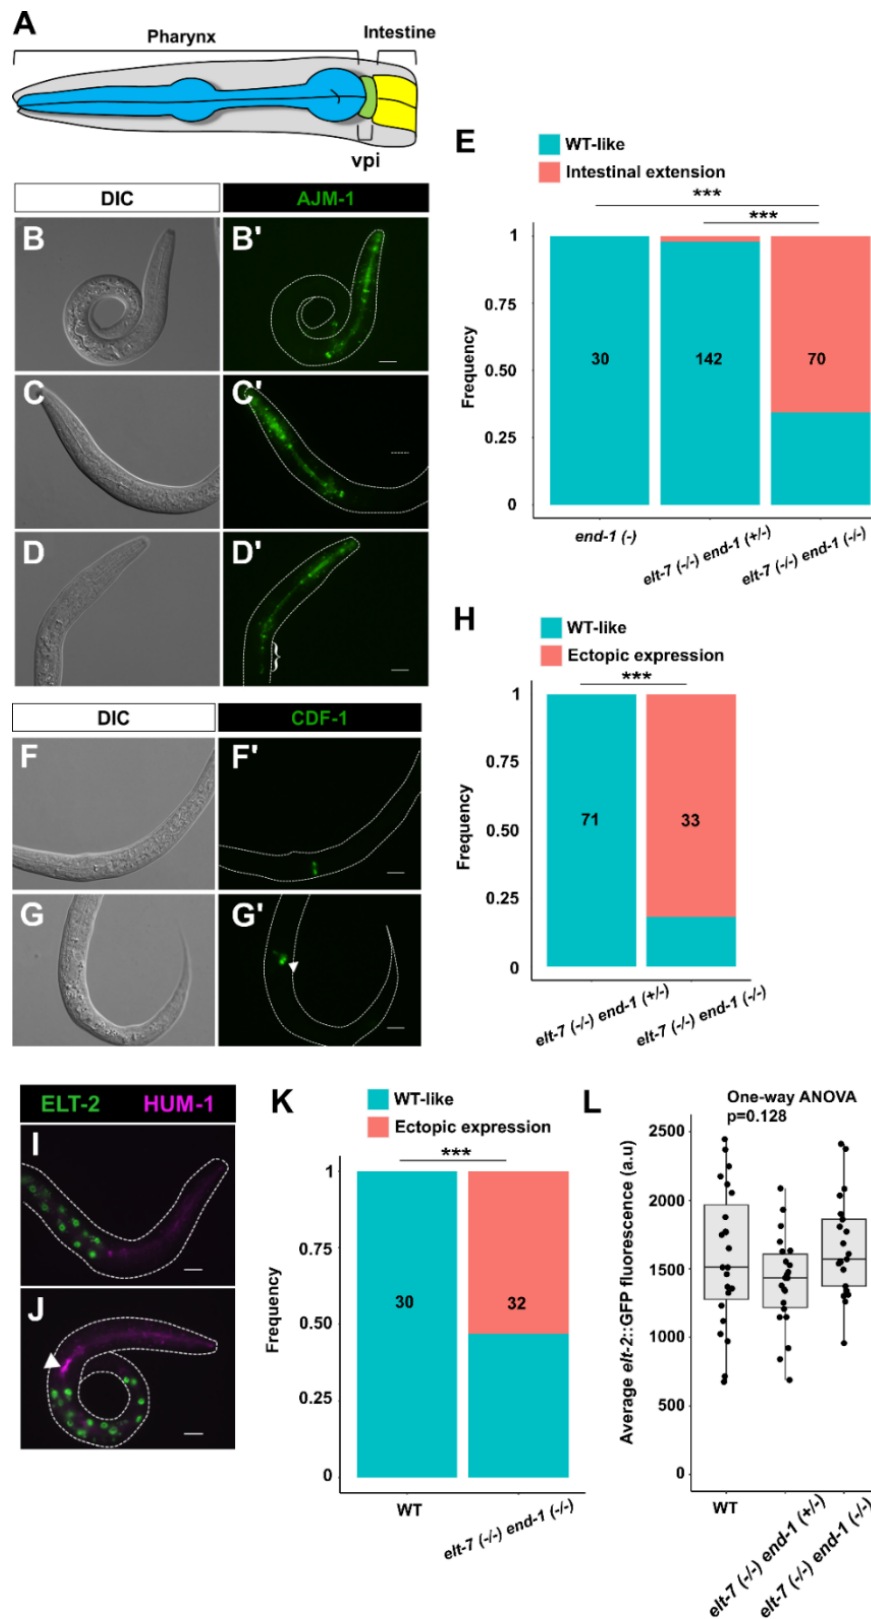 A
Pharynx
Intestine
vpi
DIC
AJM-1
B
B'
C
C'
D
D'
}
E
WT-like
Intestinal extension
***
***
Frequency
1
0.75
0.50
0.25
0
30
142
70
end-1 (-)
elt-7 (-/-) end-1 (+/-)
elt-7 (-/-) end-1 (-/-)
DIC
CDF-1
F
F'
G
G'
H
WT-like
Ectopic expression
***
Frequency
1
0.75
0.50
0.25
0
71
33
elt-7 (-/-) end-1 (+/-)
elt-7 (-/-) end-1 (-/-)
ELT-2 HUM-1
I
J
K
WT-like
Ectopic expression
***
Frequency
1
0.75
0.50
0.25
0
30
32
WT
elt-7 (-/-) end-1 (-/-)
L
One-way ANOVA
p=0.128
Average elt-2::GFP fluorescence (a.u)
2500
2000
1500
1000
500
0
WT
elt-7 (-/-) end-1 (+/-)
elt-7 (-/-) end-1 (-/-)